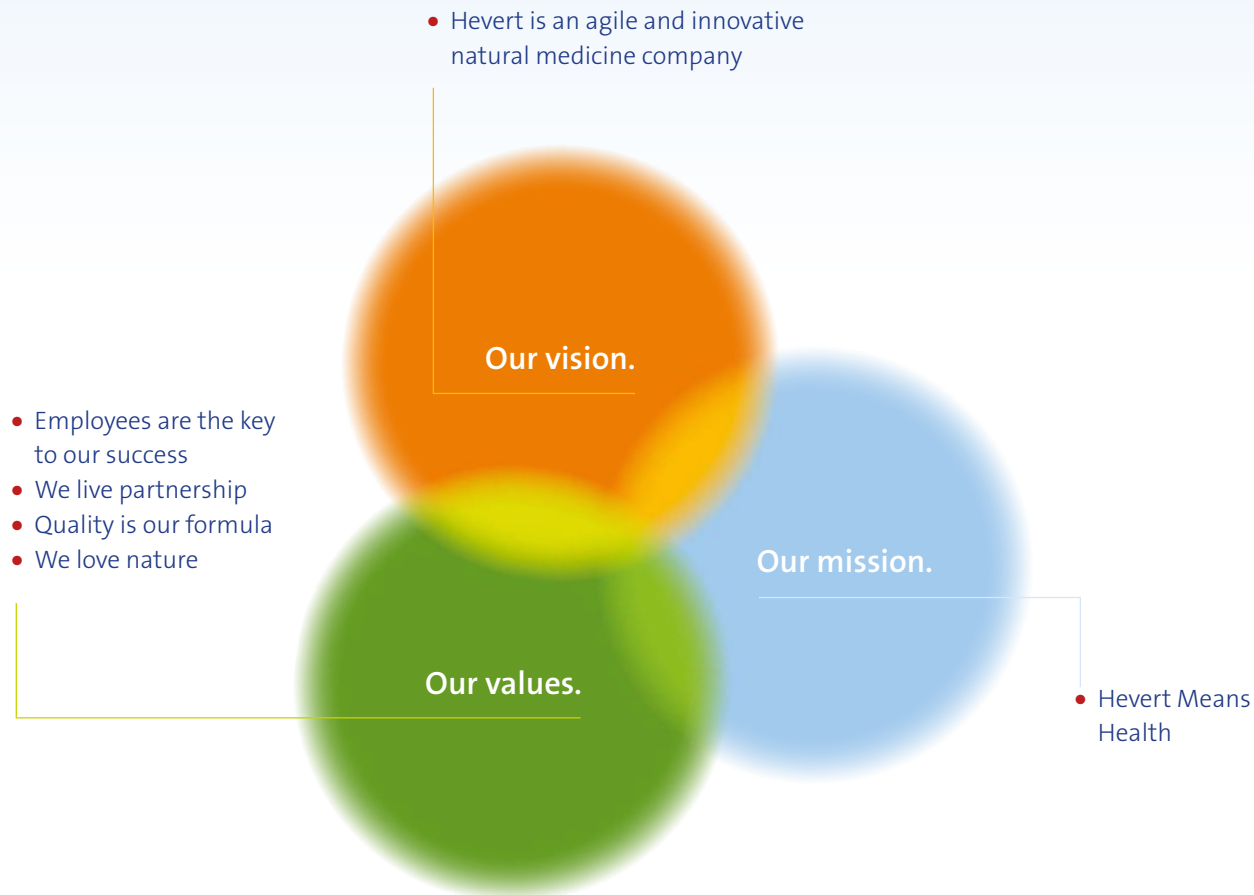 • Hevert is an agile and innovative
natural medicine company
Our vision.
• Employees are the key
to our success
• We live partnership
• Quality is our formula
• We love nature
Our mission.
Our values.
• Hevert Means
Health